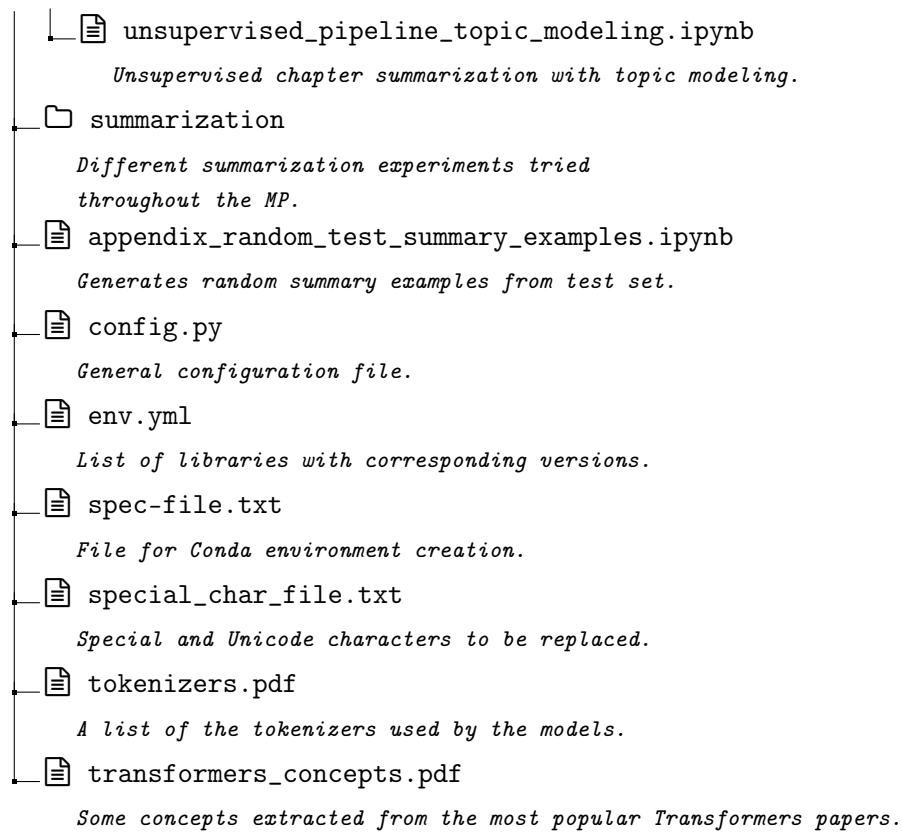 unsupervised_pipeline_topic_modeling.ipynb
Unsupervised chapter summarization with topic modeling.
summarization
Different summarization experiments tried
throughout the MP.
appendix_random_test_summary_examples.ipynb
Generates random summary examples from test set.
config.py
General configuration file.
env.yml
List of libraries with corresponding versions.
spec-file.txt
File for Conda environment creation.
special_char_file.txt
Special and Unicode characters to be replaced.
tokenizers.pdf
A list of the tokenizers used by the models.
transformers_concepts.pdf
Some concepts extracted from the most popular Transformers papers.